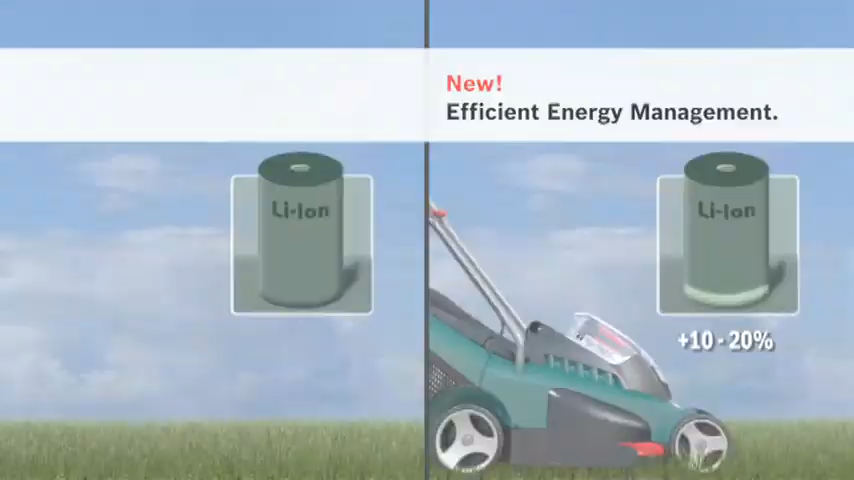 New!
Efficient Energy Management.
Li-Ion
Li-Ion
+10 - 20%